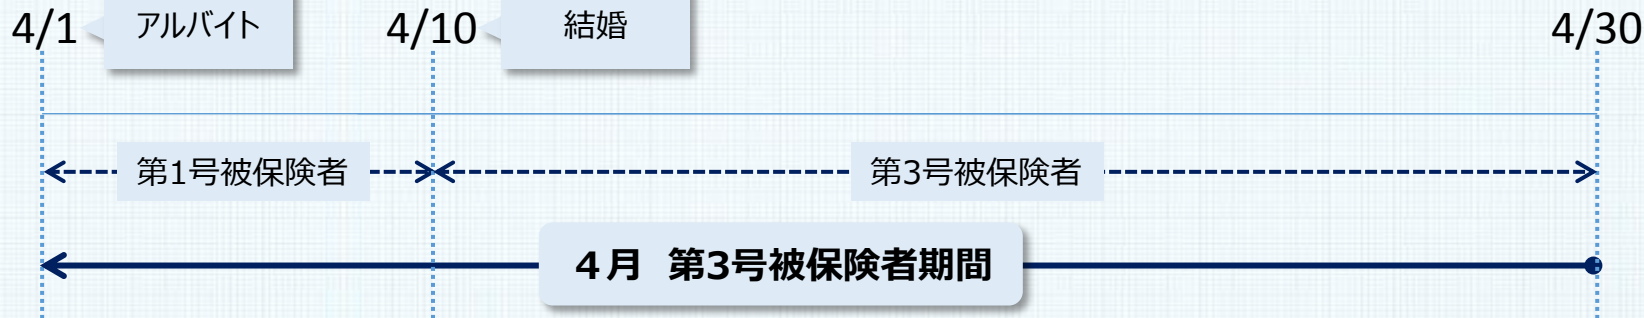 4/1
アルバイト
4/10
結婚
4/30
第1号被保険者
第3号被保険者
４月 第3号被保険者期間